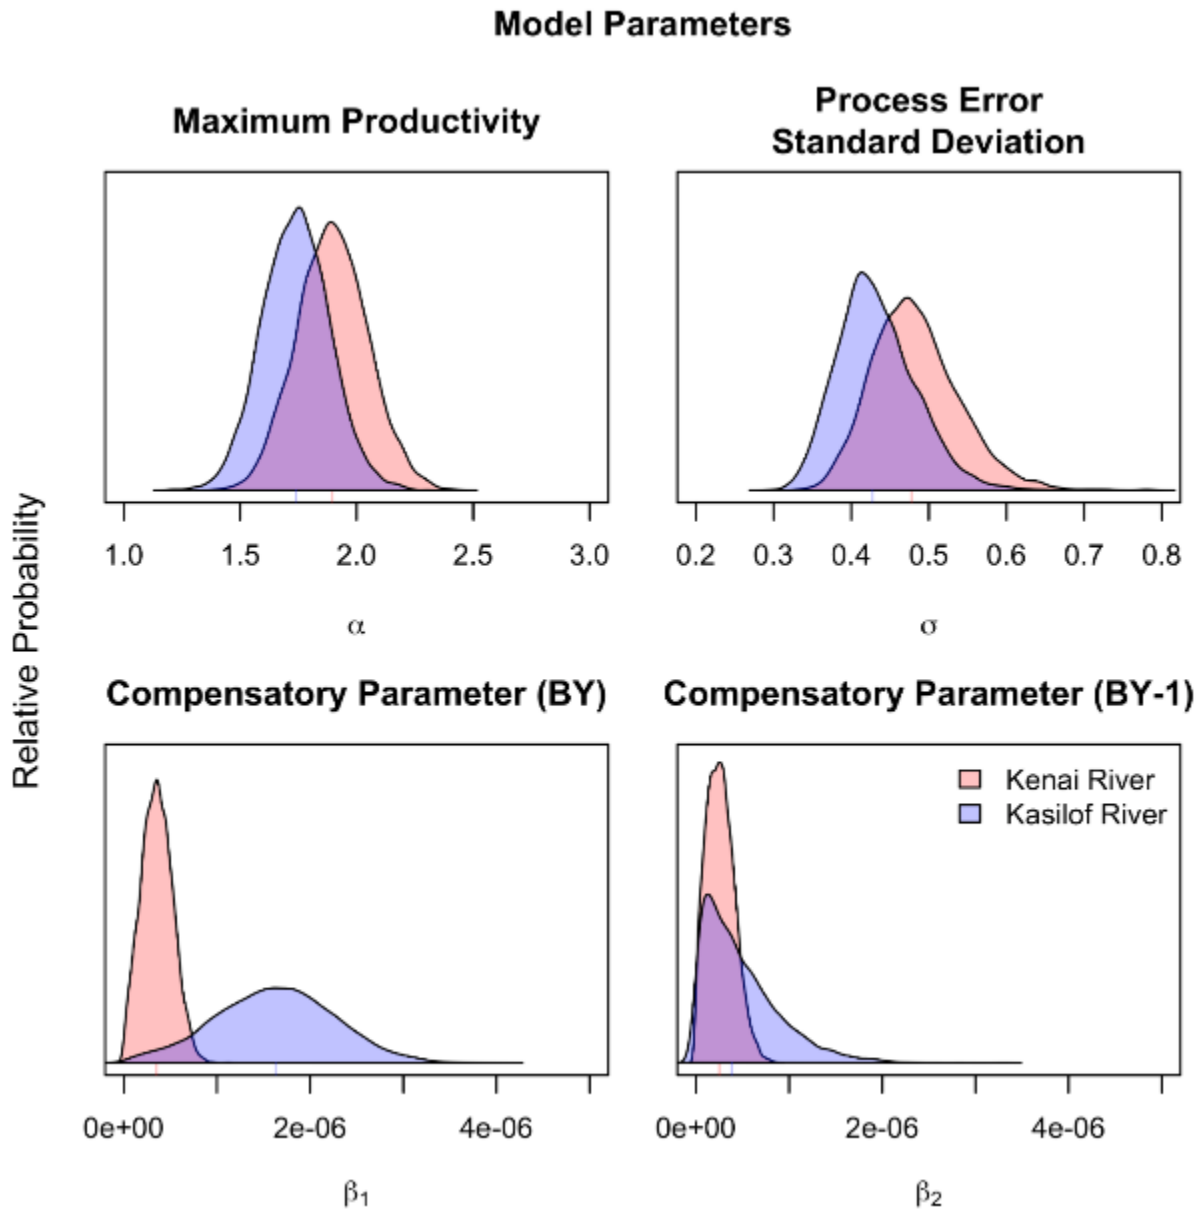 Model Parameters
Maximum Productivity
Process Error
Standard Deviation
Relative Probability
1.0 1.5 2.0 2.5 3.0
α
0.2 0.3 0.4 0.5 0.6 0.7 0.8
σ
Compensatory Parameter (BY)
Compensatory Parameter (BY-1)
Kenai River
Kasilof River
0e+00 2e-06 4e-06
β₁
0e+00 2e-06 4e-06
β₂